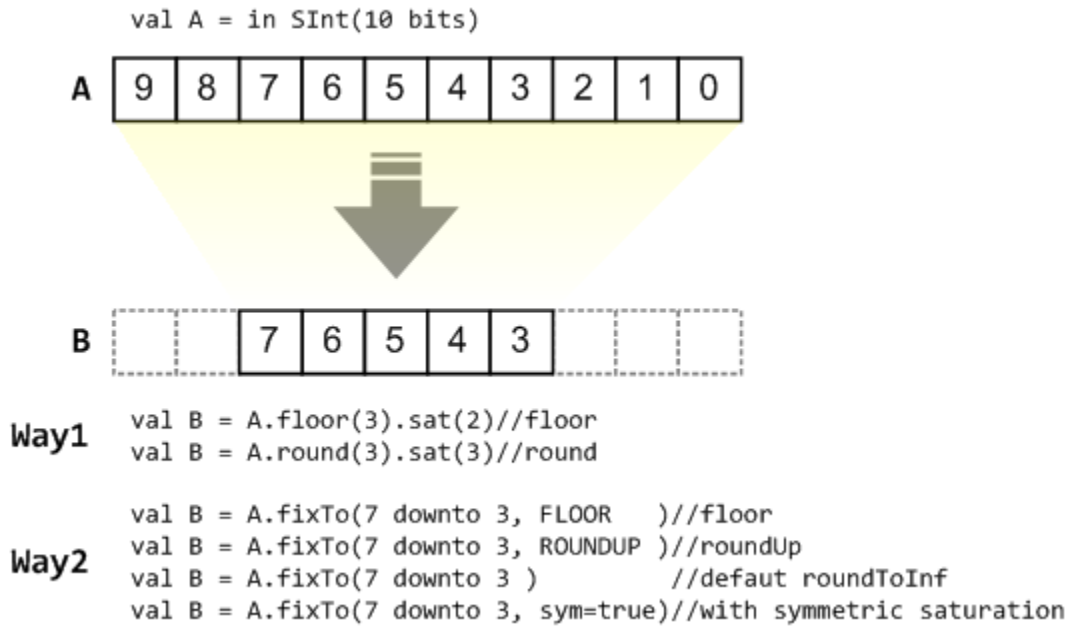 val A = in SInt(10 bits)
A 9 8 7 6 5 4 3 2 1 0
B 7 6 5 4 3
Way1
val B = A.floor(3).sat(2)//floor
val B = A.round(3).sat(3)//round
Way2
val B = A.fixTo(7 downto 3, FLOOR   )//floor
val B = A.fixTo(7 downto 3, ROUNDUP )//roundUp
val B = A.fixTo(7 downto 3 )         //defaut roundToInf
val B = A.fixTo(7 downto 3, sym=true)//with symmetric saturation